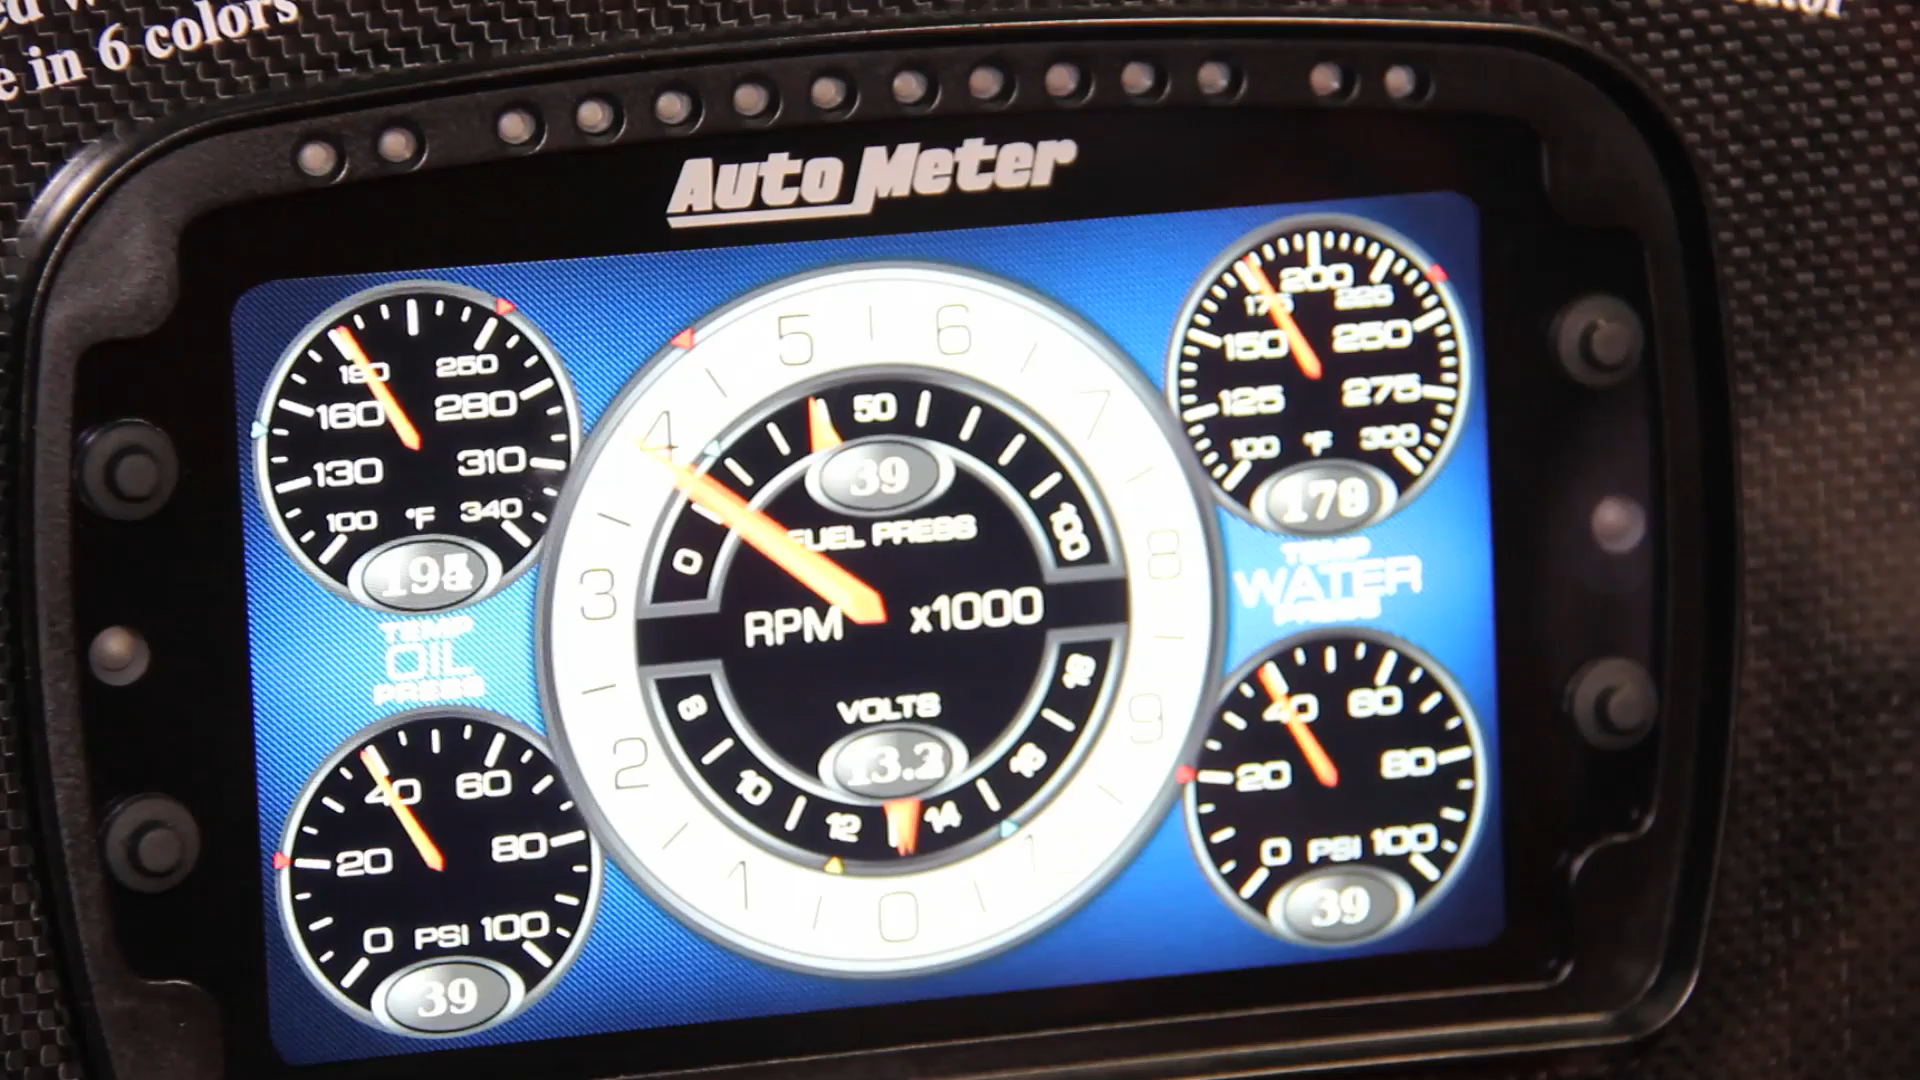 e in 6 colors
Auto Meter
160 250
280
130 310
100 °F 340
TEMP
OIL
PRESS
40 60
20 80
0 PSI 100
39
5 6
4 7
3 8
2 9
1 0 1
50
39
0 100
FUEL PRESS
RPM x1000
VOLTS
13.2
8 18
10 16
12 14
200
175 225
150 250
125 275
100 °F 300
TEMP
WATER
PRESS
40 60
20 80
0 PSI 100
39